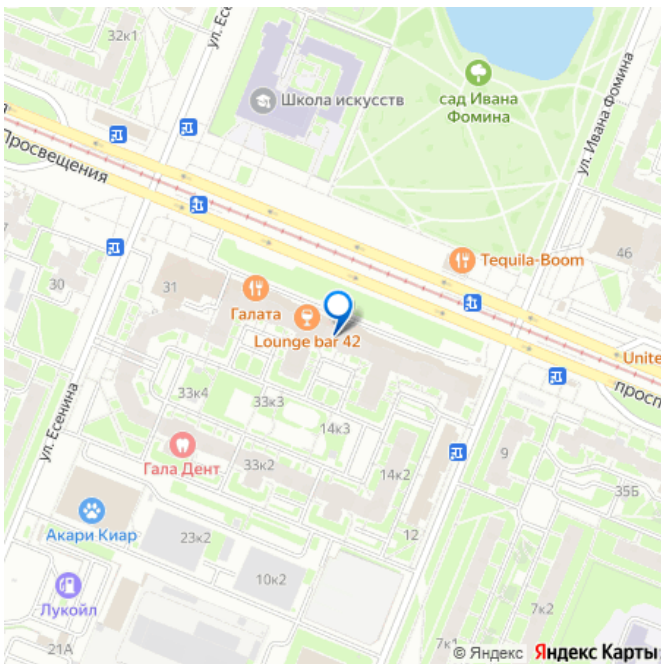 32к1
ул. Есе
Школа искусств
сад Ивана
Фомина
ул. Ивана Фомина
Просвещения
30
31
Галата
Lounge bar 42
Tequila-Boom
46
Unite
просп
ул. Есенина
33к4
33к3
14к3
Гала Дент
33к2
14к2
9
35Б
Акари Киар
23к2
12
10к2
Лукойл
7к2
21А
7к1
© Яндекс Яндекс Карты